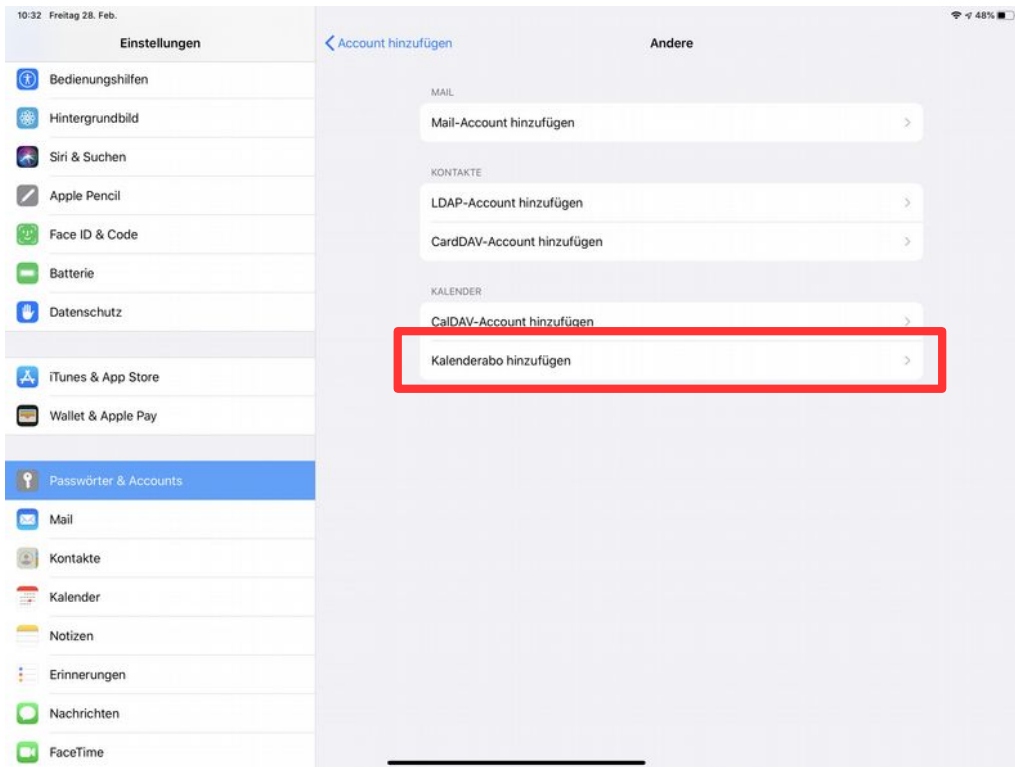 10:32 Freitag 28. Feb.
48%
Einstellungen
Account hinzufügen
Andere
Bedienungshilfen
Hintergrundbild
Siri & Suchen
Apple Pencil
Face ID & Code
Batterie
Datenschutz
iTunes & App Store
Wallet & Apple Pay
Passwörter & Accounts
Mail
Kontakte
Kalender
Notizen
Erinnerungen
Nachrichten
FaceTime
MAIL
Mail-Account hinzufügen
KONTAKTE
LDAP-Account hinzufügen
CardDAV-Account hinzufügen
KALENDER
CalDAV-Account hinzufügen
Kalenderabo hinzufügen